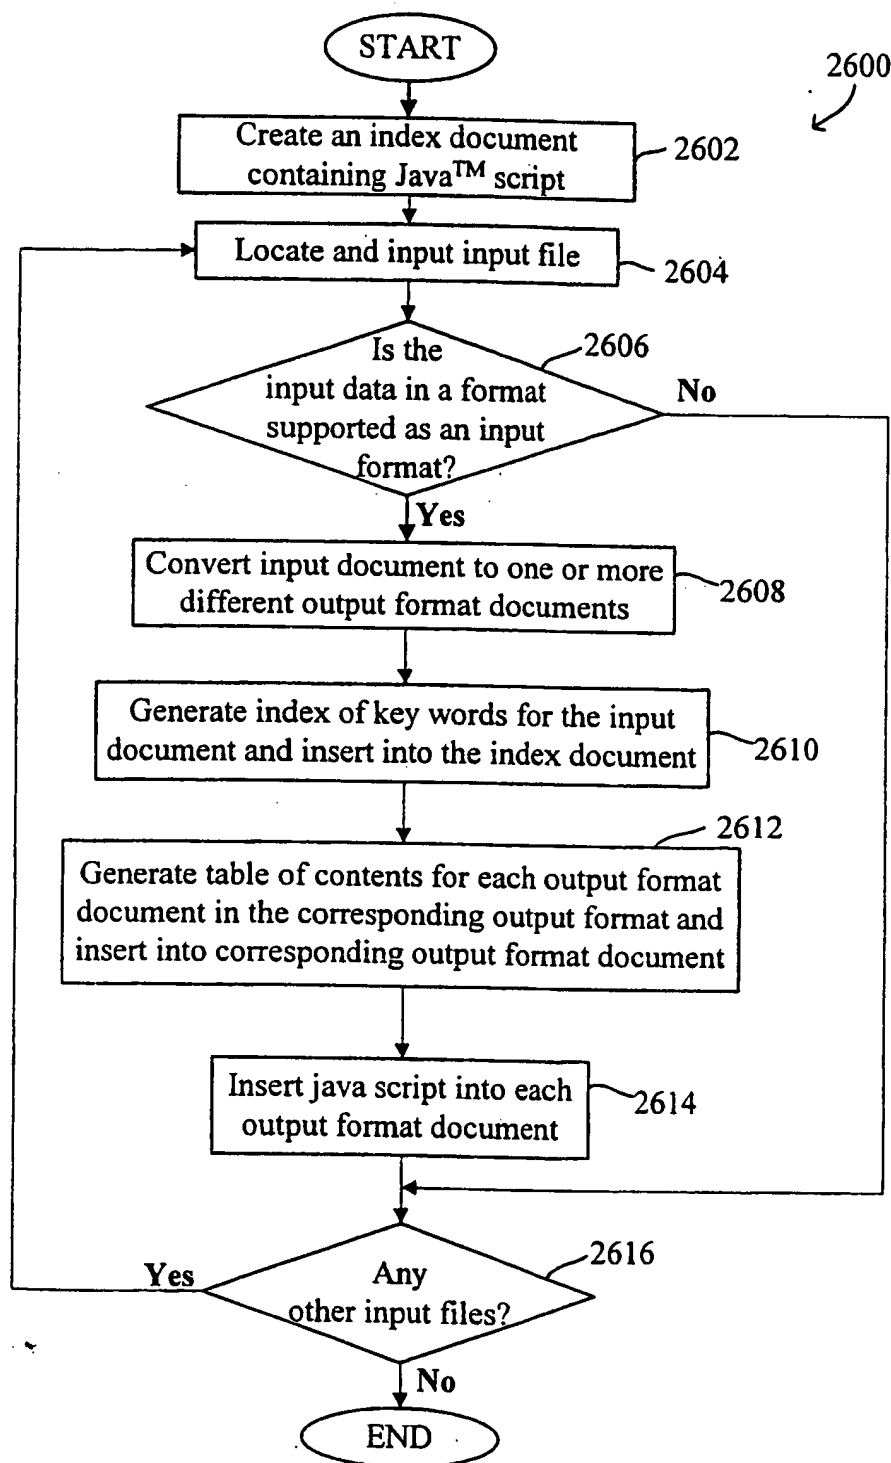 START
2600
Create an index document
containing Java™ script
2602
Locate and input input file
2604
Is the
input data in a format
supported as an input
format?
2606
No
Yes
Convert input document to one or more
different output format documents
2608
Generate index of key words for the input
document and insert into the index document
2610
2612
Generate table of contents for each output format
document in the corresponding output format and
insert into corresponding output format document
Insert java script into each
output format document
2614
2616
Yes
Any
other input files?
No
END